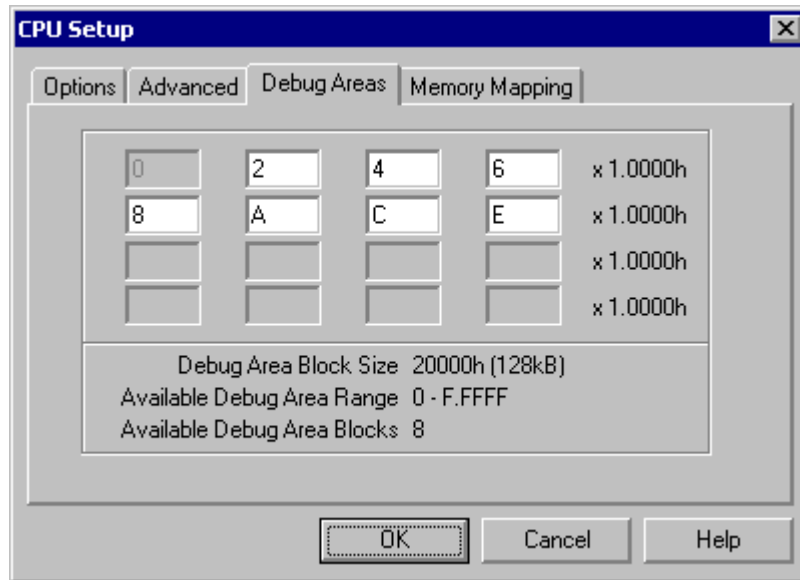 CPU Setup
Options Advanced Debug Areas Memory Mapping
0 2 4 6 x 1.0000h
8 A C E x 1.0000h
x 1.0000h
x 1.0000h
Debug Area Block Size 20000h (128kB)
Available Debug Area Range 0 - F.FFFF
Available Debug Area Blocks 8
OK Cancel Help